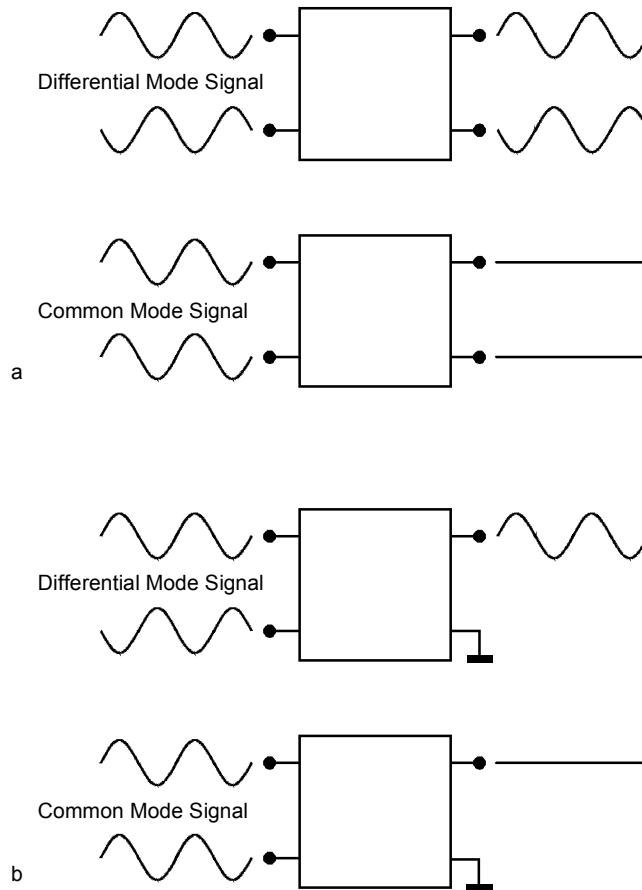 Differential Mode Signal
Common Mode Signal
a
Differential Mode Signal
Common Mode Signal
b